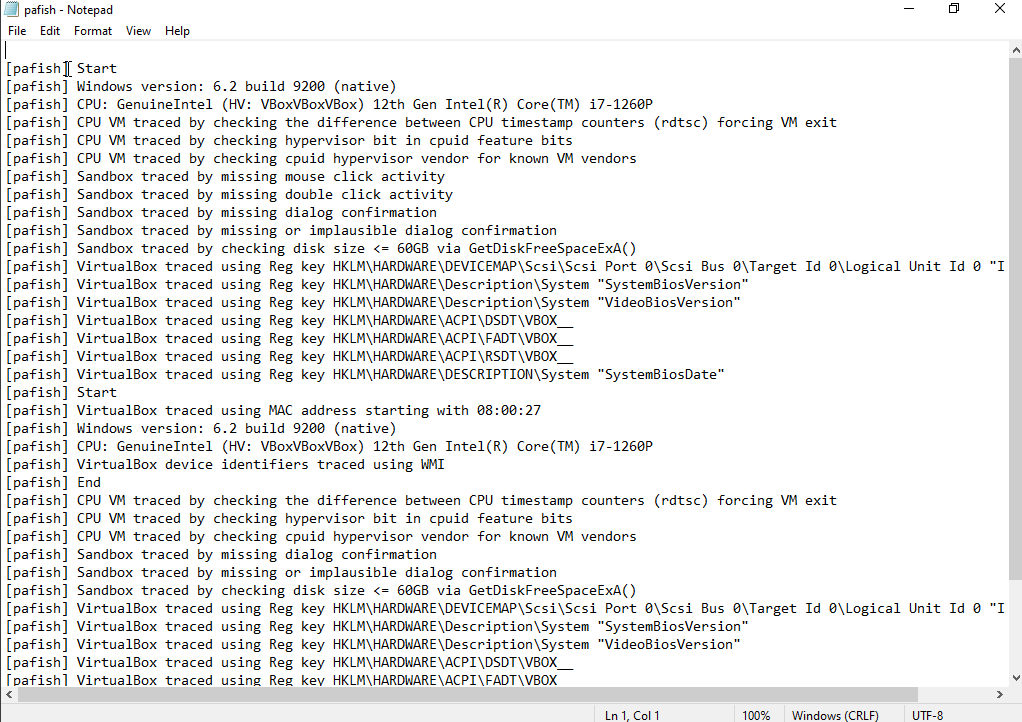 pafish - Notepad
File Edit Format View Help
[pafish] Start
[pafish] Windows version: 6.2 build 9200 (native)
[pafish] CPU: GenuineIntel (HV: VBoxVBoxVBox) 12th Gen Intel(R) Core(TM) i7-1260P
[pafish] CPU VM traced by checking the difference between CPU timestamp counters (rdtsc) forcing VM exit
[pafish] CPU VM traced by checking hypervisor bit in cpuid feature bits
[pafish] CPU VM traced by checking cpuid hypervisor vendor for known VM vendors
[pafish] Sandbox traced by missing mouse click activity
[pafish] Sandbox traced by missing double click activity
[pafish] Sandbox traced by missing dialog confirmation
[pafish] Sandbox traced by missing or implausible dialog confirmation
[pafish] Sandbox traced by checking disk size <= 60GB via GetDiskFreeSpaceExA()
[pafish] VirtualBox traced using Reg key HKLM\HARDWARE\DEVICEMAP\Scsi\Scsi Port 0\Scsi Bus 0\Target Id 0\Logical Unit Id 0 "I
[pafish] VirtualBox traced using Reg key HKLM\HARDWARE\Description\System "SystemBiosVersion"
[pafish] VirtualBox traced using Reg key HKLM\HARDWARE\Description\System "VideoBiosVersion"
[pafish] VirtualBox traced using Reg key HKLM\HARDWARE\ACPI\DSDT\VBOX__
[pafish] VirtualBox traced using Reg key HKLM\HARDWARE\ACPI\FADT\VBOX__
[pafish] VirtualBox traced using Reg key HKLM\HARDWARE\ACPI\RSDT\VBOX__
[pafish] VirtualBox traced using Reg key HKLM\HARDWARE\DESCRIPTION\System "SystemBiosDate"
[pafish] Start
[pafish] VirtualBox traced using MAC address starting with 08:00:27
[pafish] Windows version: 6.2 build 9200 (native)
[pafish] CPU: GenuineIntel (HV: VBoxVBoxVBox) 12th Gen Intel(R) Core(TM) i7-1260P
[pafish] VirtualBox device identifiers traced using WMI
[pafish] End
[pafish] CPU VM traced by checking the difference between CPU timestamp counters (rdtsc) forcing VM exit
[pafish] CPU VM traced by checking hypervisor bit in cpuid feature bits
[pafish] CPU VM traced by checking cpuid hypervisor vendor for known VM vendors
[pafish] Sandbox traced by missing dialog confirmation
[pafish] Sandbox traced by missing or implausible dialog confirmation
[pafish] Sandbox traced by checking disk size <= 60GB via GetDiskFreeSpaceExA()
[pafish] VirtualBox traced using Reg key HKLM\HARDWARE\DEVICEMAP\Scsi\Scsi Port 0\Scsi Bus 0\Target Id 0\Logical Unit Id 0 "I
[pafish] VirtualBox traced using Reg key HKLM\HARDWARE\Description\System "SystemBiosVersion"
[pafish] VirtualBox traced using Reg key HKLM\HARDWARE\Description\System "VideoBiosVersion"
[pafish] VirtualBox traced using Reg key HKLM\HARDWARE\ACPI\DSDT\VBOX__
[pafish] VirtualBox traced using Reg key HKLM\HARDWARE\ACPI\FADT\VBOX
Ln 1, Col 1 100% Windows (CRLF) UTF-8